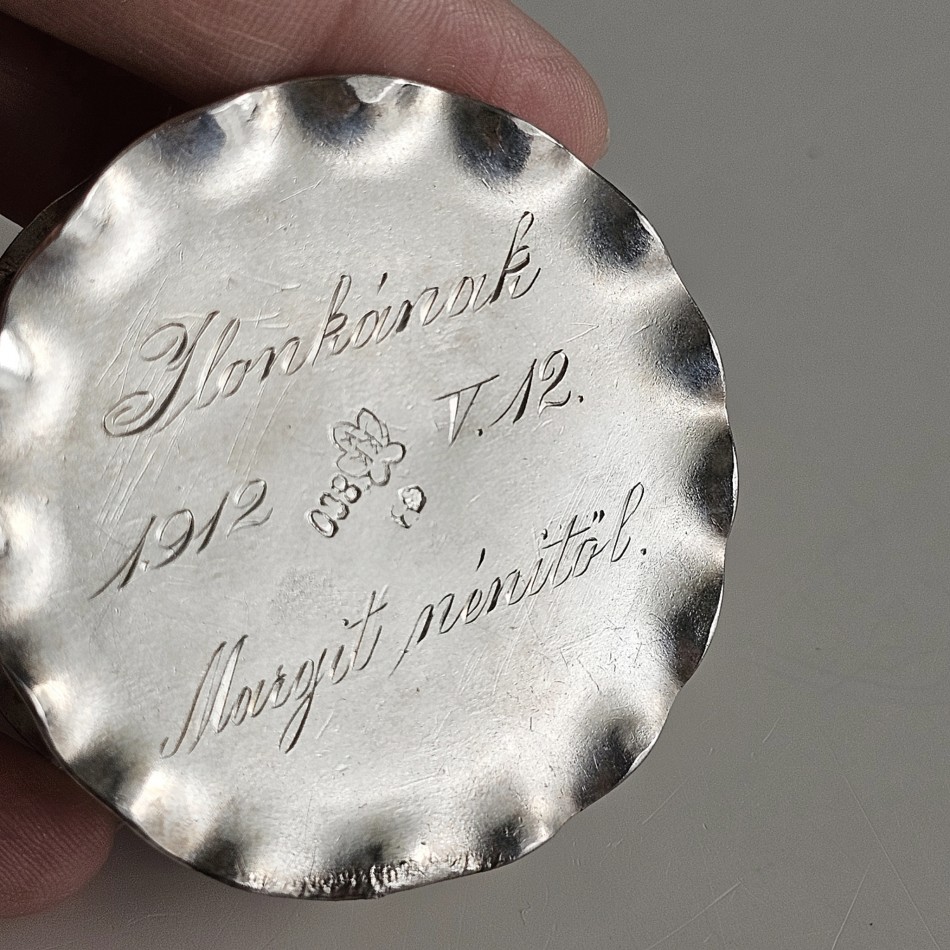 Ilonkának
1912 V. 12.
Margit nénitől.